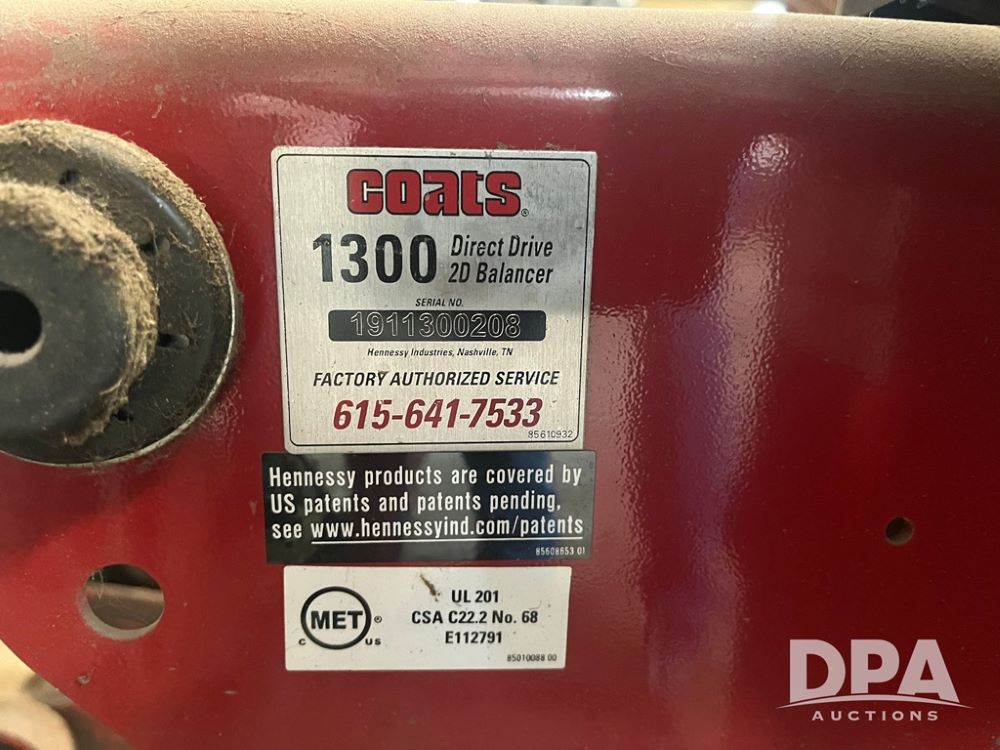 COATS®
1300 Direct Drive
2D Balancer
SERIAL NO.
1911300208
Hennessy Industries, Nashville, TN
FACTORY AUTHORIZED SERVICE
615-641-7533
85610932
Hennessy products are covered by
US patents and patents pending,
see www.hennessyind.com/patents
85608653 01
MET®
C US
UL 201
CSA C22.2 No. 68
E112791
85010088 00
DPA
AUCTIONS